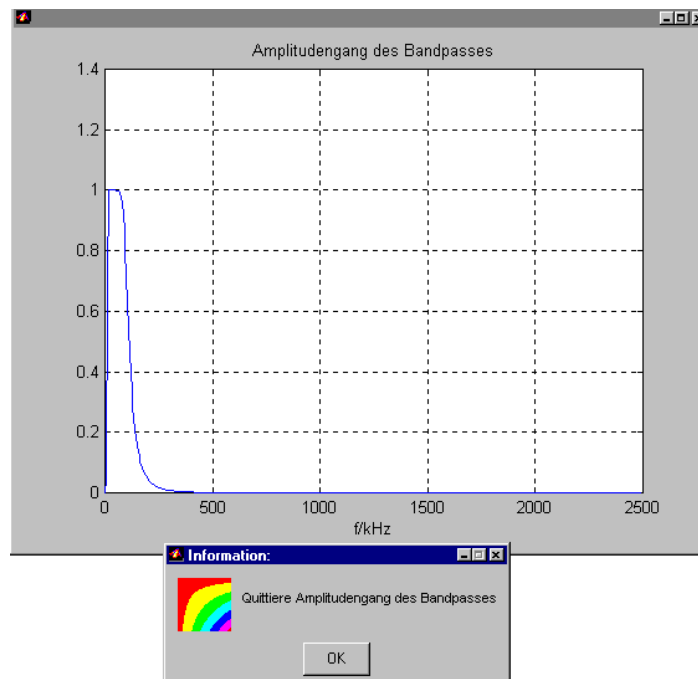 Amplitudengang des Bandpasses
1.4
1.2
1
0.8
0.6
0.4
0.2
0
0 500 1000 1500 2000 2500
f/kHz
Information:
Quittiere Amplitudengang des Bandpasses
OK